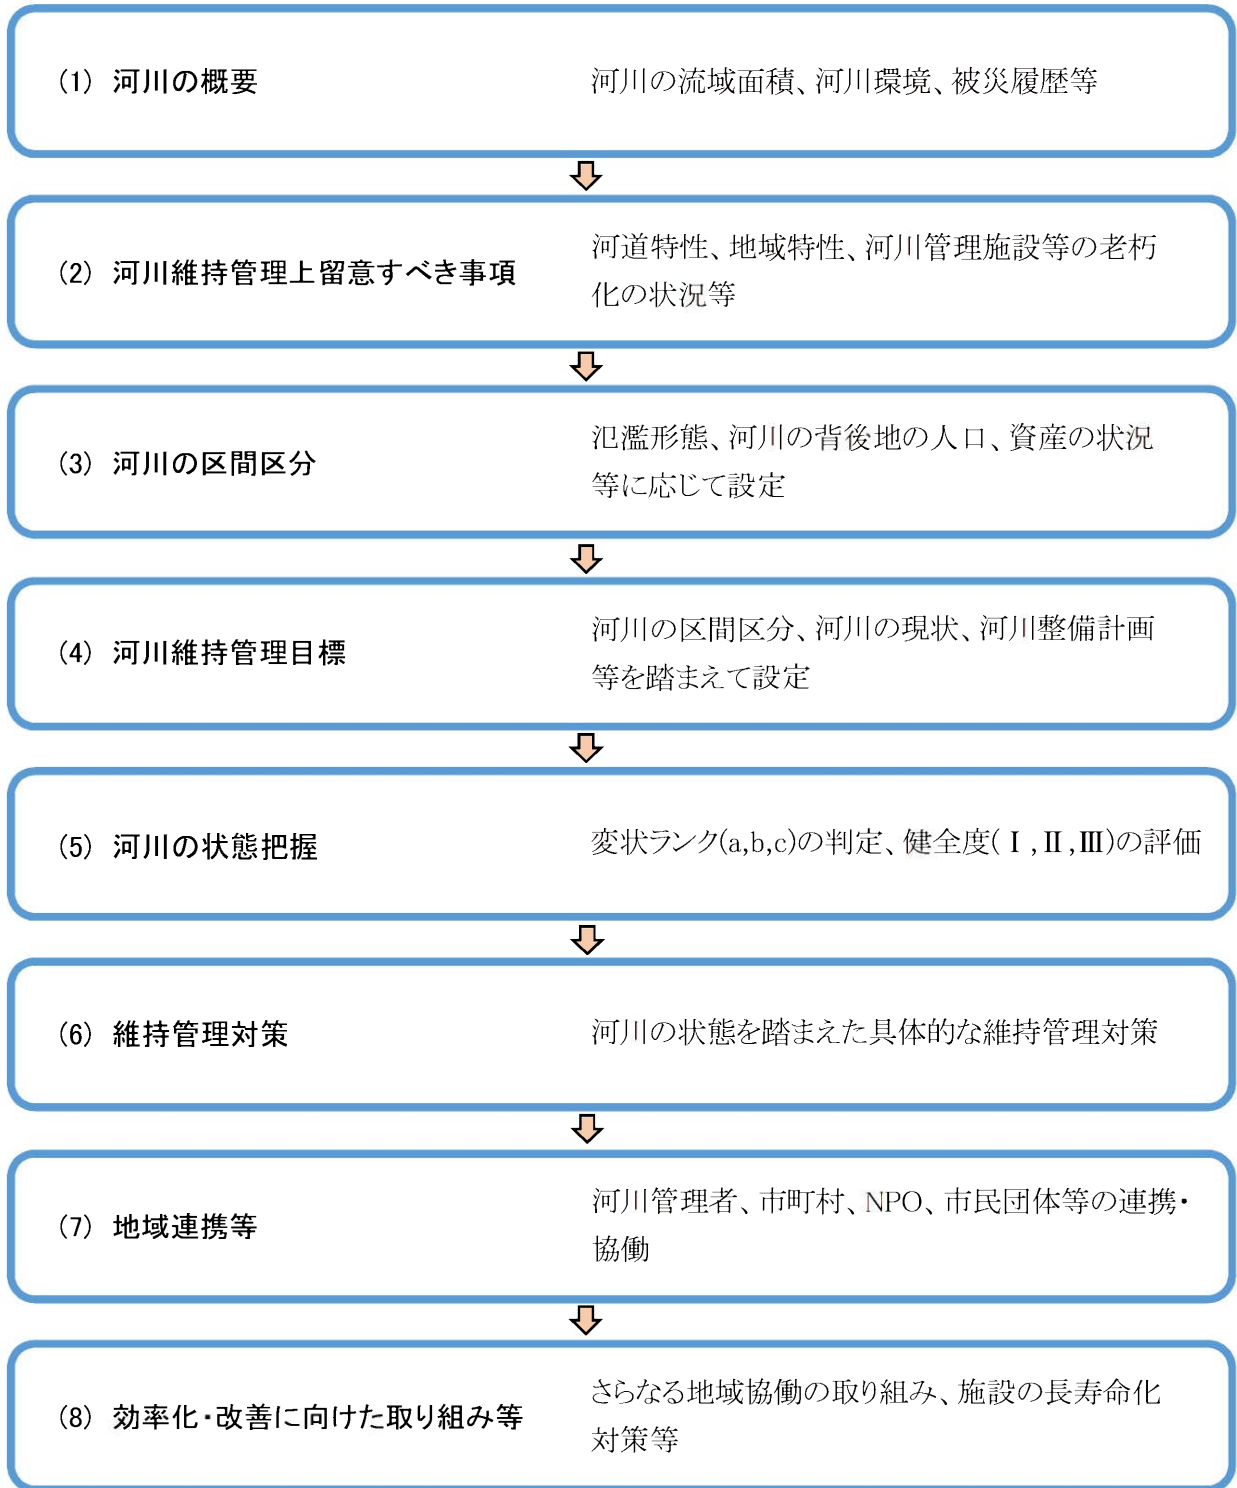 (1) 河川の概要
河川の流域面積、河川環境、被災履歴等
(2) 河川維持管理上留意すべき事項
河道特性、地域特性、河川管理施設等の老朽
化の状況等
(3) 河川の区間区分
氾濫形態、河川の背後地の人口、資産の状況
等に応じて設定
(4) 河川維持管理目標
河川の区間区分、河川の現状、河川整備計画
等を踏まえて設定
(5) 河川の状態把握
変状ランク(a,b,c)の判定、健全度(Ⅰ,Ⅱ,Ⅲ)の評価
(6) 維持管理対策
河川の状態を踏まえた具体的な維持管理対策
(7) 地域連携等
河川管理者、市町村、NPO、市民団体等の連携・
協働
(8) 効率化・改善に向けた取り組み等
さらなる地域協働の取り組み、施設の長寿命化
対策等